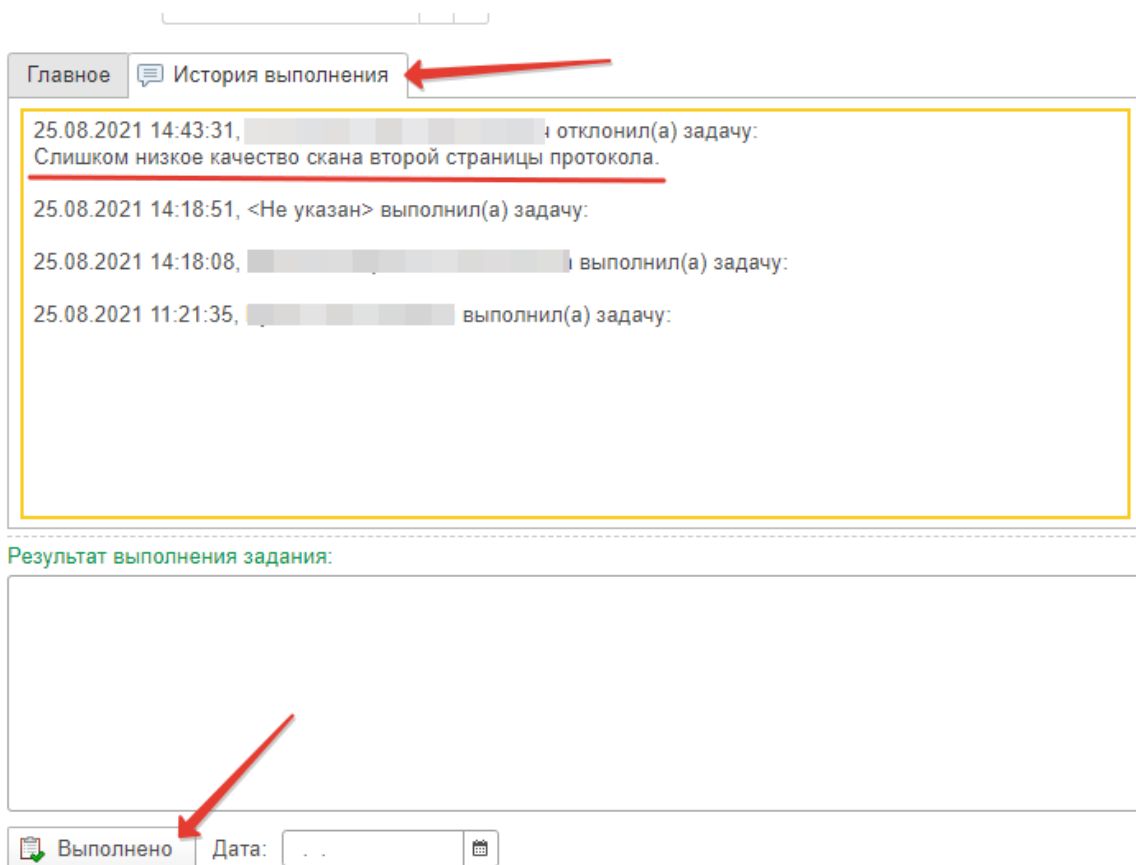 Главное
История выполнения
25.08.2021 14:43:31, отклонил(а) задачу:
Слишком низкое качество скана второй страницы протокола.
25.08.2021 14:18:51, <Не указан> выполнил(а) задачу:
25.08.2021 14:18:08, выполнил(а) задачу:
25.08.2021 11:21:35, выполнил(а) задачу:
Результат выполнения задания:
Выполнено Дата: . .